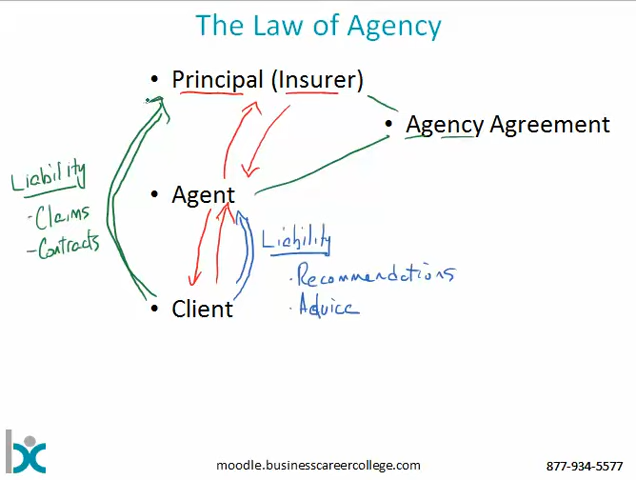 The Law of Agency
• Principal (Insurer)
• Agency Agreement
Liability
- Claims
- Contracts
• Agent
Liability
· Recommendations
· Advice
• Client
moodle.businesscareercollege.com
877-934-5577